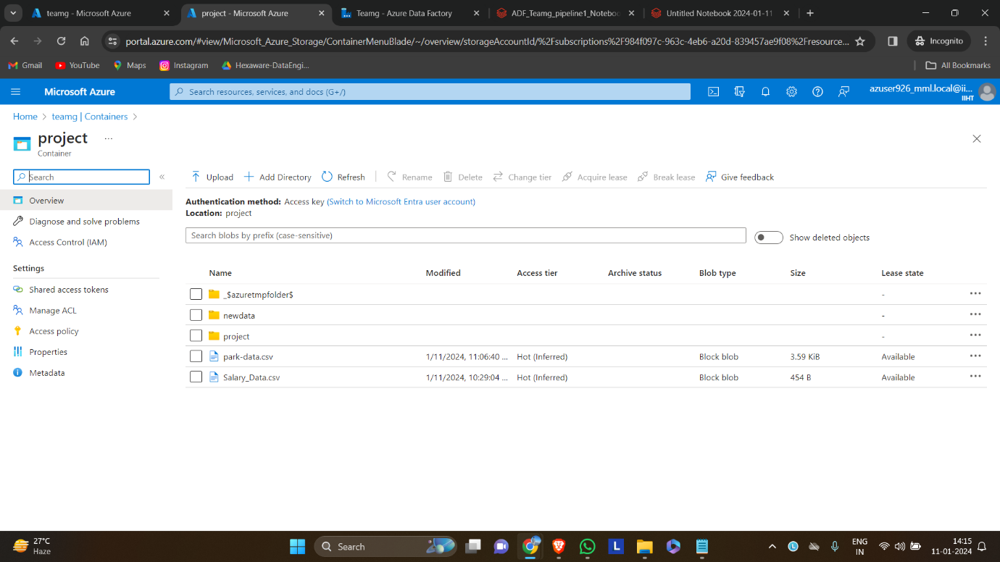 teamg - Microsoft Azure
project - Microsoft Azure
Teamg - Azure Data Factory
ADF_Teamg_pipeline1_Notebo
Untitled Notebook 2024-01-11
portal.azure.com/#view/Microsoft_Azure_Storage/ContainerMenuBlade/~/overview/storageAccountId/%2Fsubscriptions%2F984f097c-963c-4eb6-a20d-839457ae9f08%2Fresource...
Incognito
Gmail
YouTube
Maps
Instagram
Hexaware-DataEngi...
All Bookmarks
Microsoft Azure
Search resources, services, and docs (G+/)
azuser926_mml.local@ii...
IIHT
Home > teamg | Containers >
project ...
Container
Search
«
Upload
Add Directory
Refresh
Rename
Delete
Change tier
Acquire lease
Break lease
Give feedback
Overview
Diagnose and solve problems
Access Control (IAM)
Settings
Shared access tokens
Manage ACL
Access policy
Properties
Metadata
Authentication method: Access key (Switch to Microsoft Entra user account)
Location: project
Search blobs by prefix (case-sensitive)
Show deleted objects
Name Modified Access tier Archive status Blob type Size Lease state
_$azuretmpfolder$ - ...
newdata - ...
project - ...
park-data.csv 1/11/2024, 11:06:40 ... Hot (Inferred) Block blob 3.59 KiB Available ...
Salary_Data.csv 1/11/2024, 10:29:04 ... Hot (Inferred) Block blob 454 B Available ...
27°C
Haze
Search
L
L
ENG
IN
14:15
11-01-2024